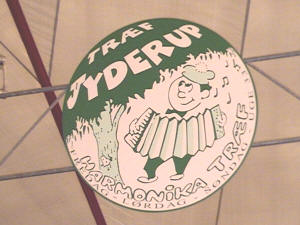 TRÆF
JYDERUP
HARMONIKA TRÆF
LØRDAG - SØNDAG